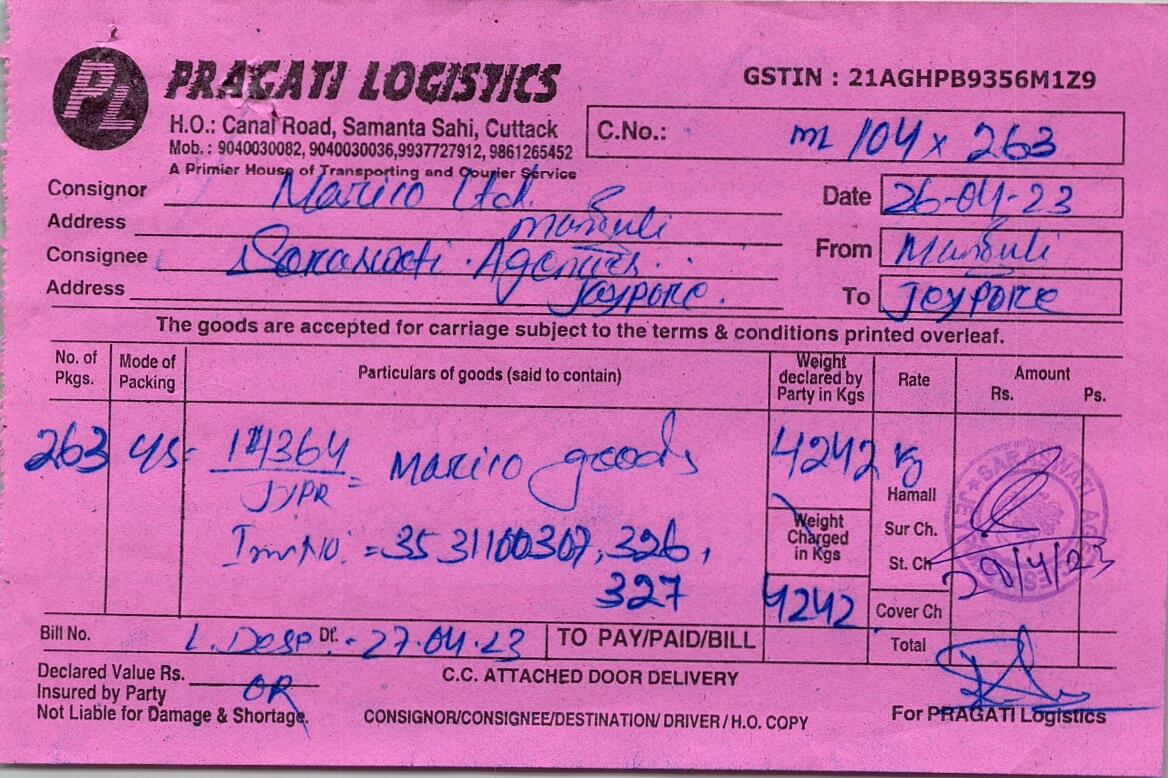 PL PRAGATI LOGISTICS
GSTIN : 21AGHPB9356M1Z9
H.O.: Canal Road, Samanta Sahi, Cuttack
Mob. : 9040030082, 9040030036,9937727912, 9861265452
A Primier House of Transporting and Courier Service
C.No.: m 104 x 263
Consignor Marico Ltd.
Date 26-04-23
Address
Consignee Agencies
From
Address Jeypore.
To Jeypore
The goods are accepted for carriage subject to the terms & conditions printed overleaf.
No. of Pkgs. Mode of Packing Particulars of goods (said to contain) Weight declared by Party in Kgs Rate Amount Rs. Ps.
263 14364 / JYPR = Marico goods 4242 kg
Hamall
Inv No: = 3531100307, 326,
327
Weight Charged in Kgs
4242
Sur Ch.
St. Ch
Cover Ch
SARASWATI AGENCIES
28/4/23
Bill No. L. Desp Dt. - 27.04.23 TO PAY/PAID/BILL Total
Declared Value Rs.
Insured by Party OR
Not Liable for Damage & Shortage.
C.C. ATTACHED DOOR DELIVERY
CONSIGNOR/CONSIGNEE/DESTINATION/ DRIVER / H.O. COPY
For PRAGATI Logistics